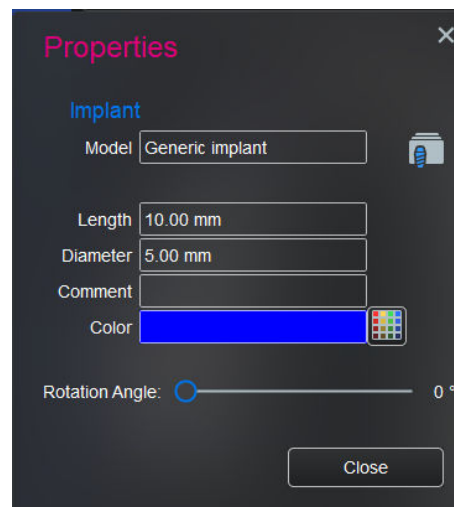 Properties
Implant
Model Generic implant
Length 10.00 mm
Diameter 5.00 mm
Comment
Color
Rotation Angle: 0 °
Close